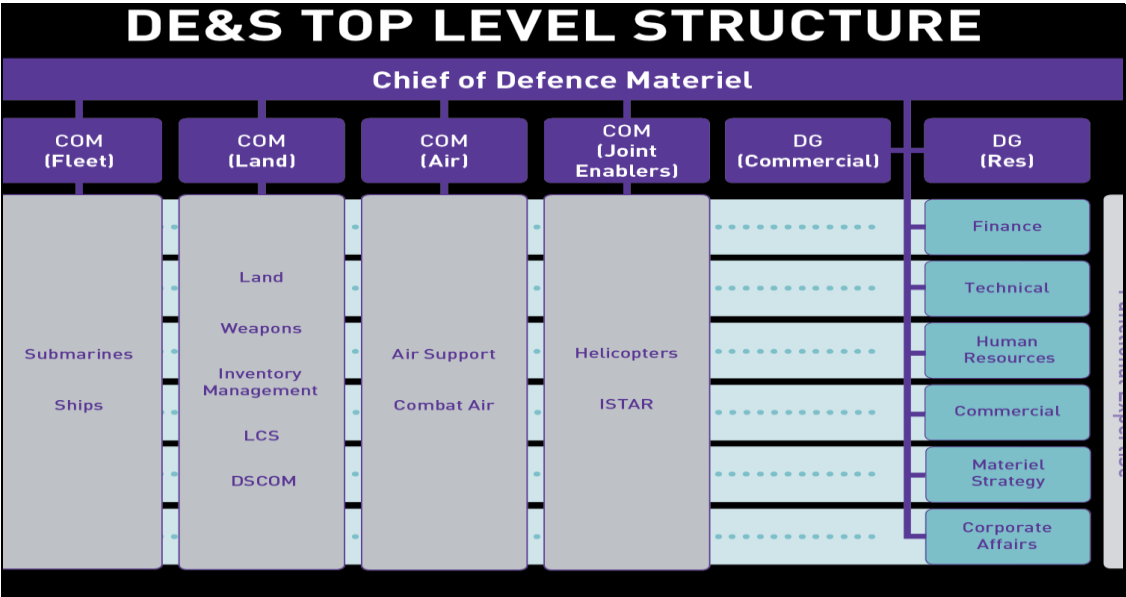 DE&S TOP LEVEL STRUCTURE
Chief of Defence Materiel
COM
(Fleet)
COM
(Land)
COM
(Air)
COM
(Joint
Enablers)
DG
(Commercial)
DG
(Res)
Submarines
Ships
Land
Weapons
Inventory
Management
LCS
DSCOM
Air Support
Combat Air
Helicopters
ISTAR
Finance
Technical
Human
Resources
Commercial
Materiel
Strategy
Corporate
Affairs